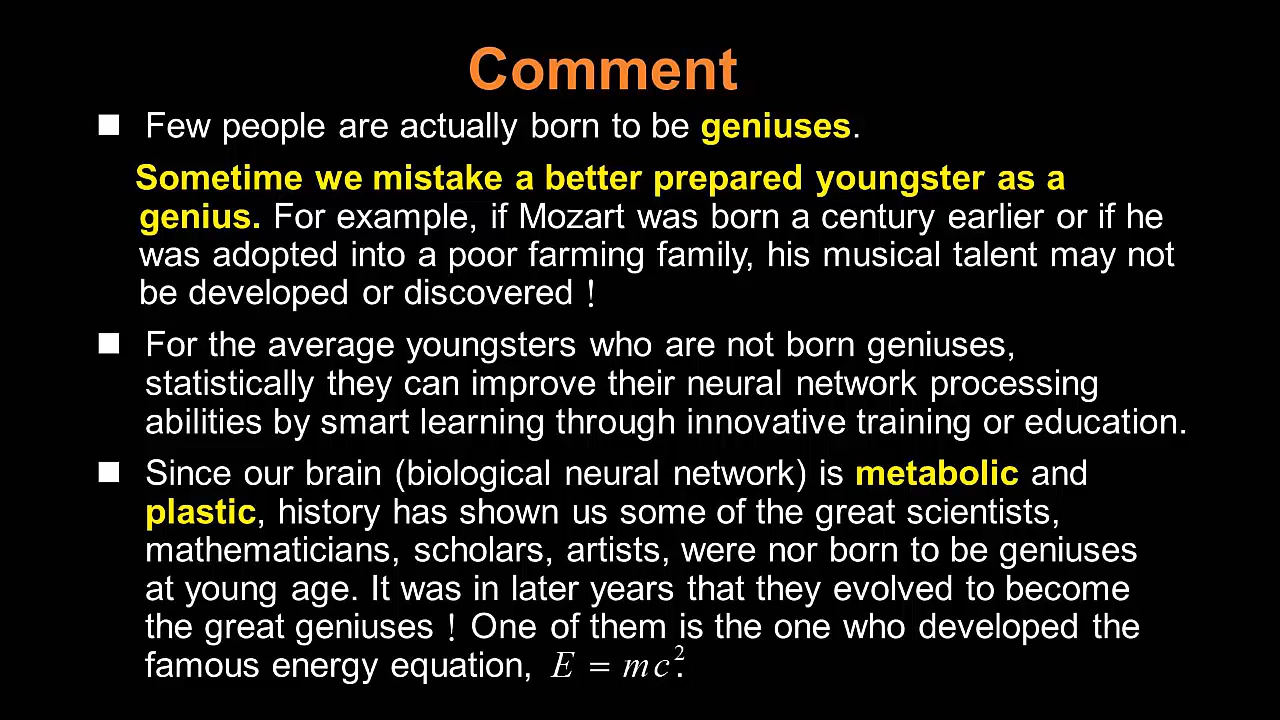 Comment
Few people are actually born to be geniuses.
Sometime we mistake a better prepared youngster as a
genius. For example, if Mozart was born a century earlier or if he
was adopted into a poor farming family, his musical talent may not
be developed or discovered !
For the average youngsters who are not born geniuses,
statistically they can improve their neural network processing
abilities by smart learning through innovative training or education.
Since our brain (biological neural network) is metabolic and
plastic, history has shown us some of the great scientists,
mathematicians, scholars, artists, were nor born to be geniuses
at young age. It was in later years that they evolved to become
the great geniuses ! One of them is the one who developed the
famous energy equation, E = mc².